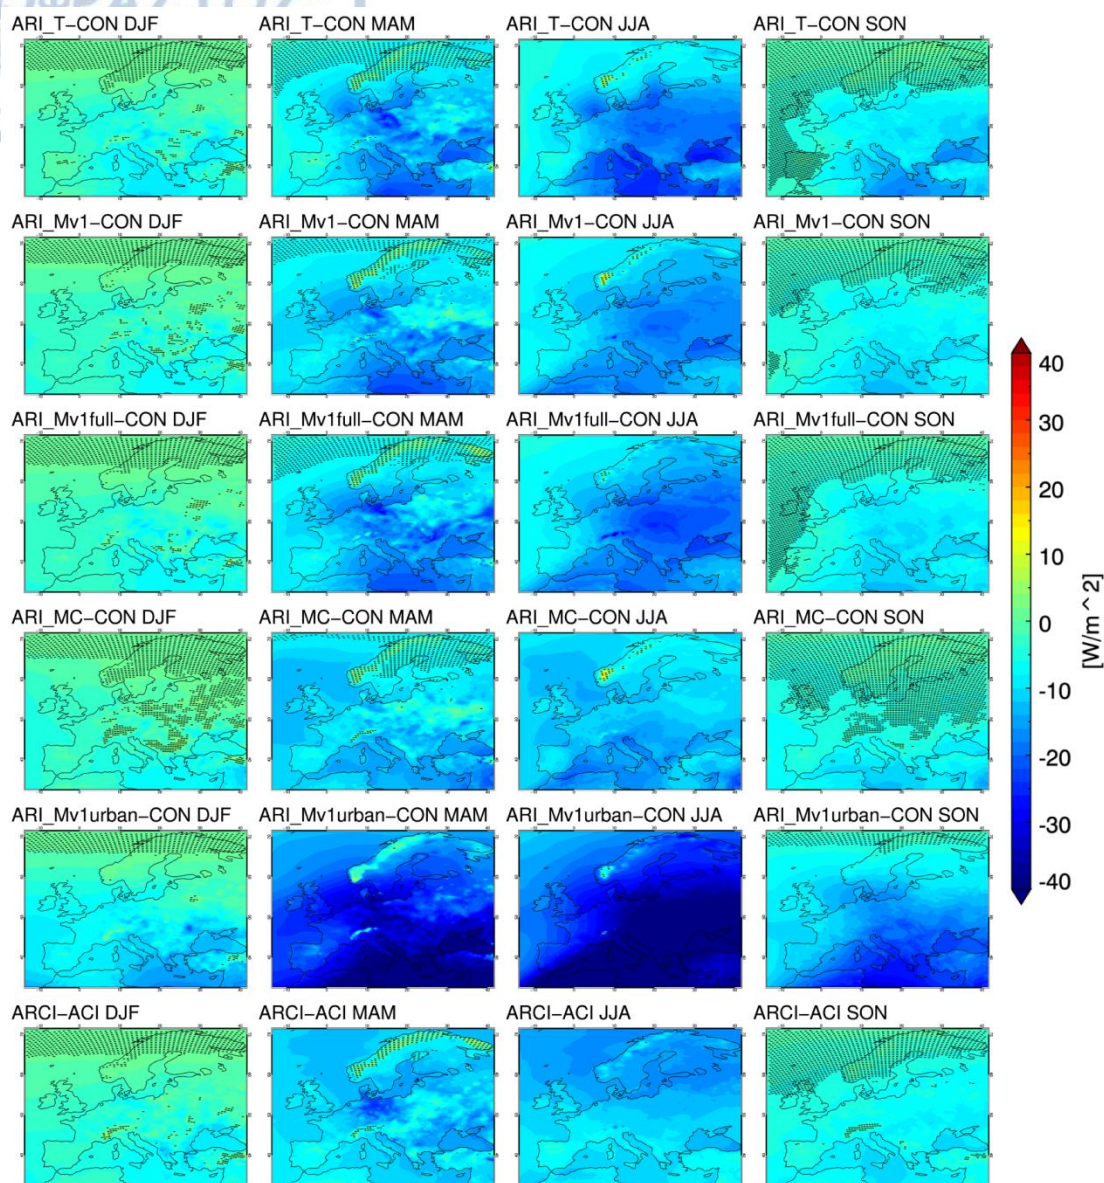 ARI_T-CON DJF ARI_T-CON MAM ARI_T-CON JJA ARI_T-CON SON
ARI_Mv1-CON DJF ARI_Mv1-CON MAM ARI_Mv1-CON JJA ARI_Mv1-CON SON
ARI_Mv1full-CON DJF ARI_Mv1full-CON MAM ARI_Mv1full-CON JJA ARI_Mv1full-CON SON
ARI_MC-CON DJF ARI_MC-CON MAM ARI_MC-CON JJA ARI_MC-CON SON
ARI_Mv1urban-CON DJF ARI_Mv1urban-CON MAM ARI_Mv1urban-CON JJA ARI_Mv1urban-CON SON
ARCI-ACI DJF ARCI-ACI MAM ARCI-ACI JJA ARCI-ACI SON
40
30
20
10
0
-10
-20
-30
-40
[W/m^2]